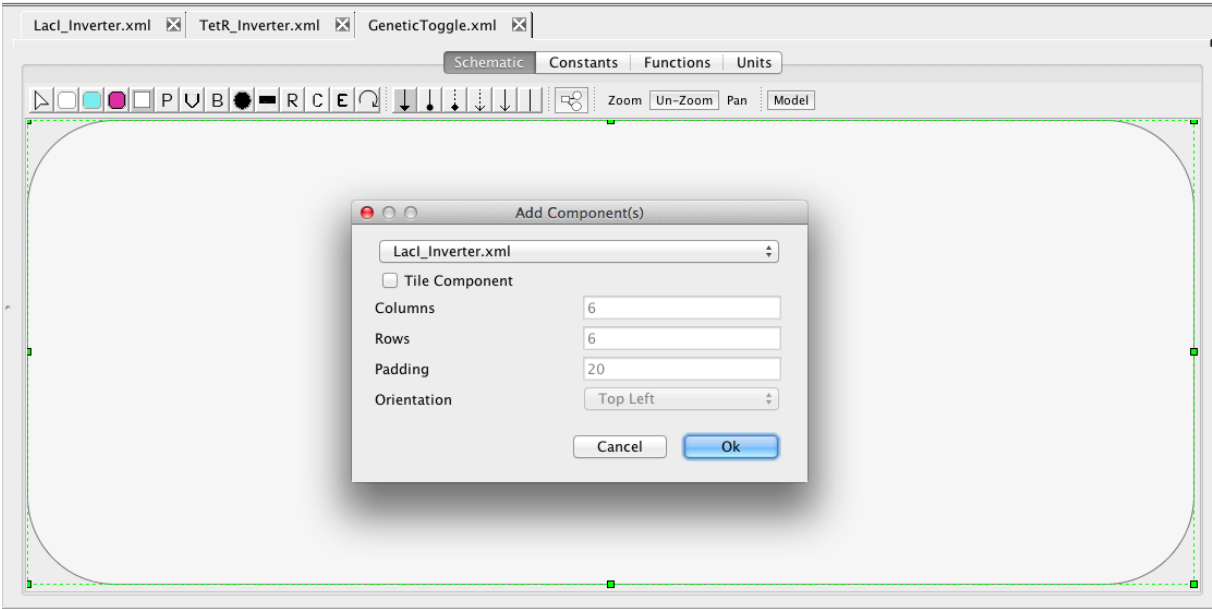 LacI_Inverter.xml TetR_Inverter.xml GeneticToggle.xml
Schematic Constants Functions Units
P V B R C E Zoom Un-Zoom Pan Model
Add Component(s)
LacI_Inverter.xml
Tile Component
Columns 6
Rows 6
Padding 20
Orientation Top Left
Cancel Ok